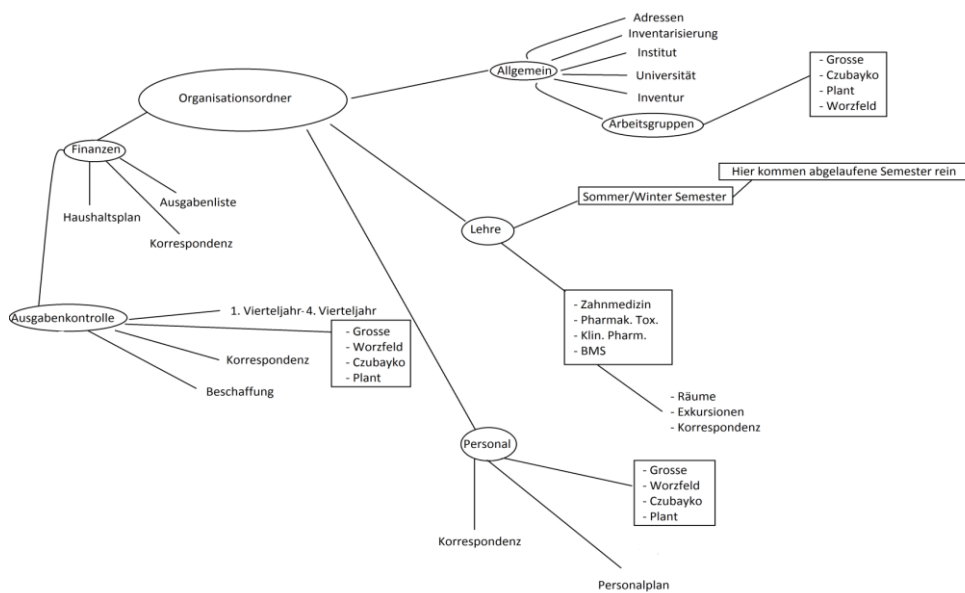 Organisationsordner
Allgemein
Adressen
Inventarisierung
Institut
Universität
Inventur
Arbeitsgruppen
- Grosse
- Czubayko
- Plant
- Worzfeld
Finanzen
Haushaltsplan
Ausgabenliste
Korrespondenz
Ausgabenkontrolle
1. Vierteljahr-4. Vierteljahr
- Grosse
- Worzfeld
- Czubayko
- Plant
Korrespondenz
Beschaffung
Lehre
Sommer/Winter Semester
Hier kommen abgelaufene Semester rein
- Zahnmedizin
- Pharmak. Tox.
- Klin. Pharm.
- BMS
- Räume
- Exkursionen
- Korrespondenz
Personal
- Grosse
- Worzfeld
- Czubayko
- Plant
Korrespondenz
Personalplan